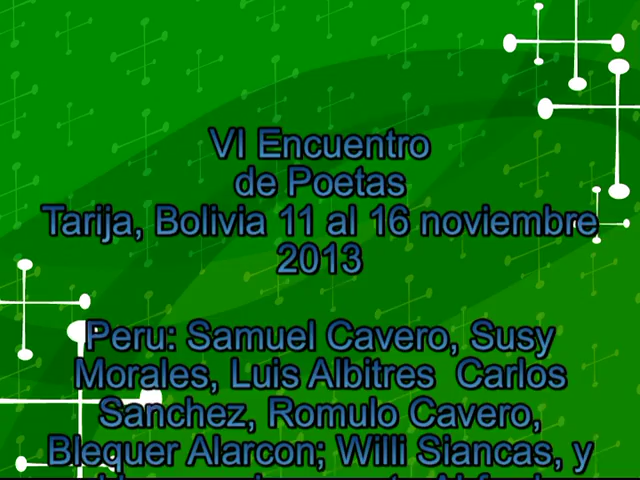 VI Encuentro
de Poetas
Tarija, Bolivia 11 al 16 noviembre
2013
Peru: Samuel Cavero, Susy
Morales, Luis Albitres Carlos
Sanchez, Romulo Cavero,
Blequer Alarcon; Willi Siancas, y